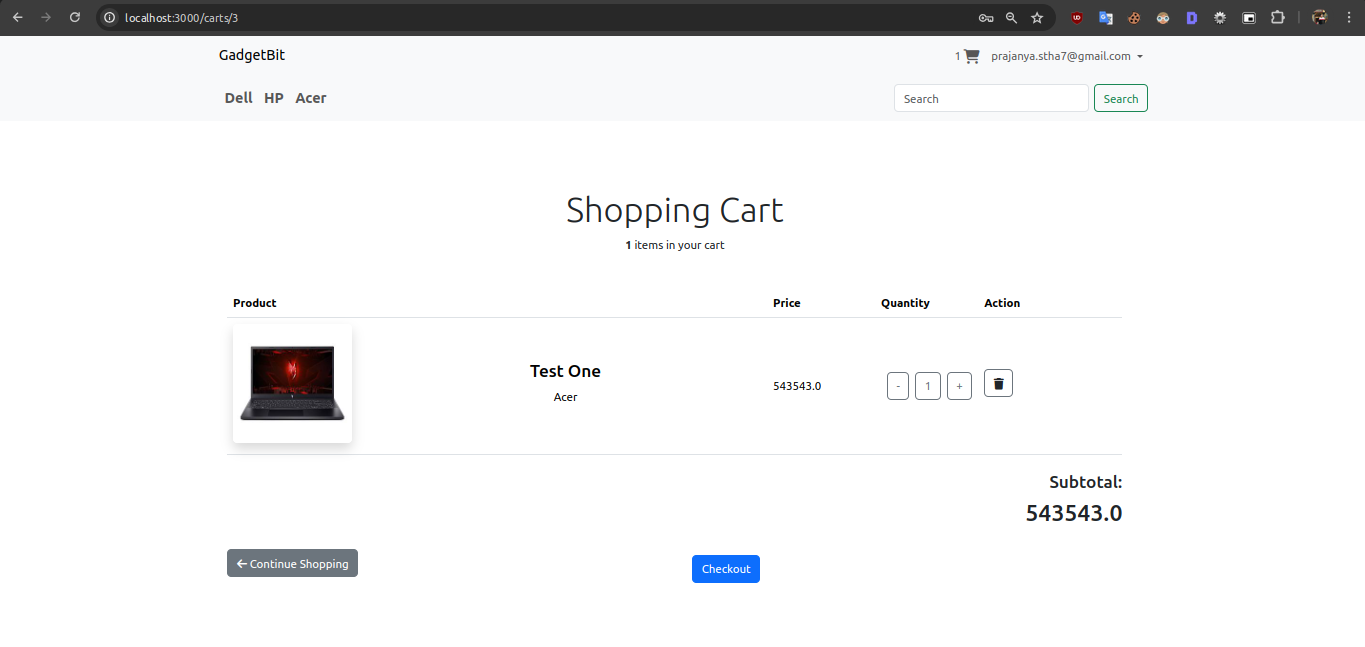 localhost:3000/carts/3
GadgetBit
1 prajanya.stha7@gmail.com
Dell HP Acer
Search Search
Shopping Cart
1 items in your cart
Product Price Quantity Action
Test One
Acer
543543.0
- 1 +
Subtotal:
543543.0
Continue Shopping
Checkout